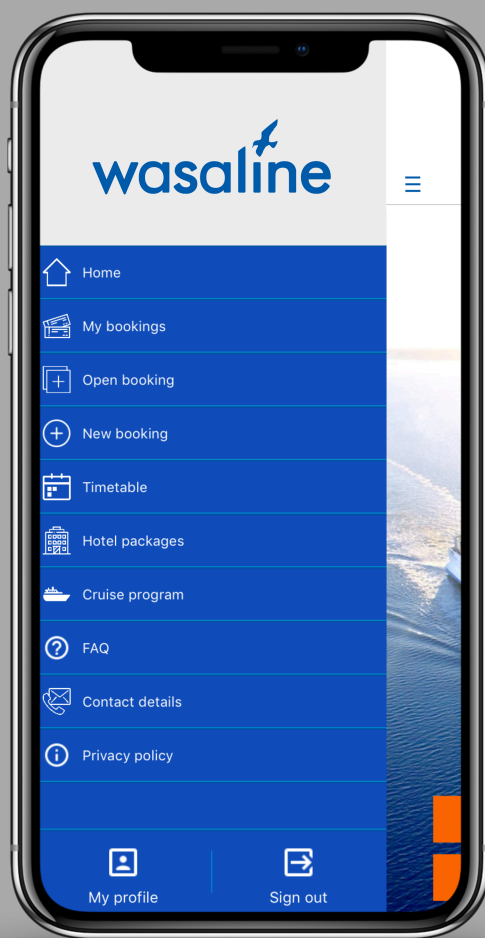 wasaline
Home
My bookings
Open booking
New booking
Timetable
Hotel packages
Cruise program
FAQ
Contact details
Privacy policy
My profile
Sign out